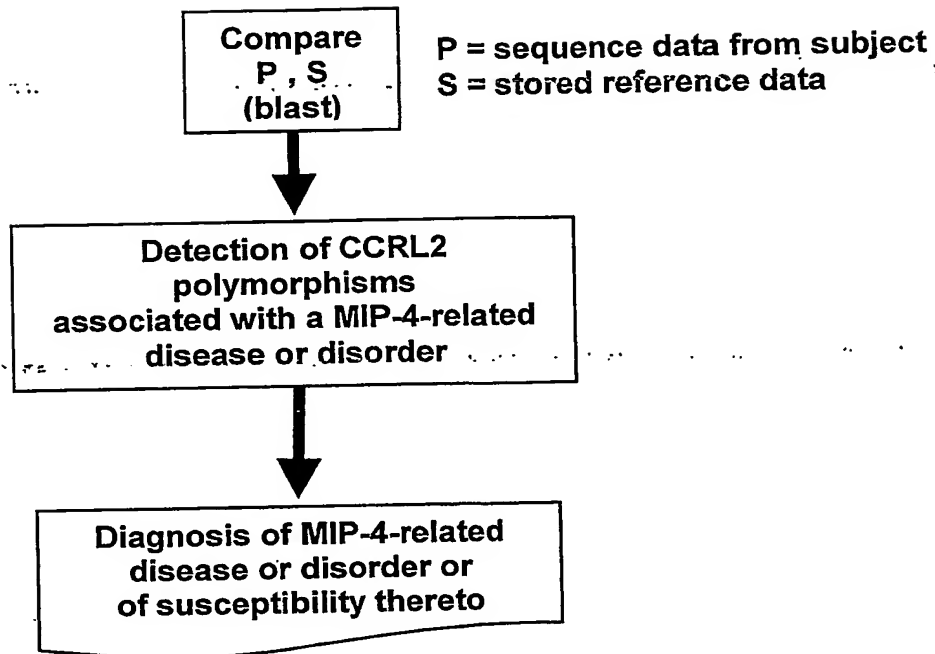 Compare
P , S
(blast)
P = sequence data from subject
S = stored reference data
Detection of CCRL2
polymorphisms
associated with a MIP-4-related
disease or disorder
Diagnosis of MIP-4-related
disease or disorder or
of susceptibility thereto